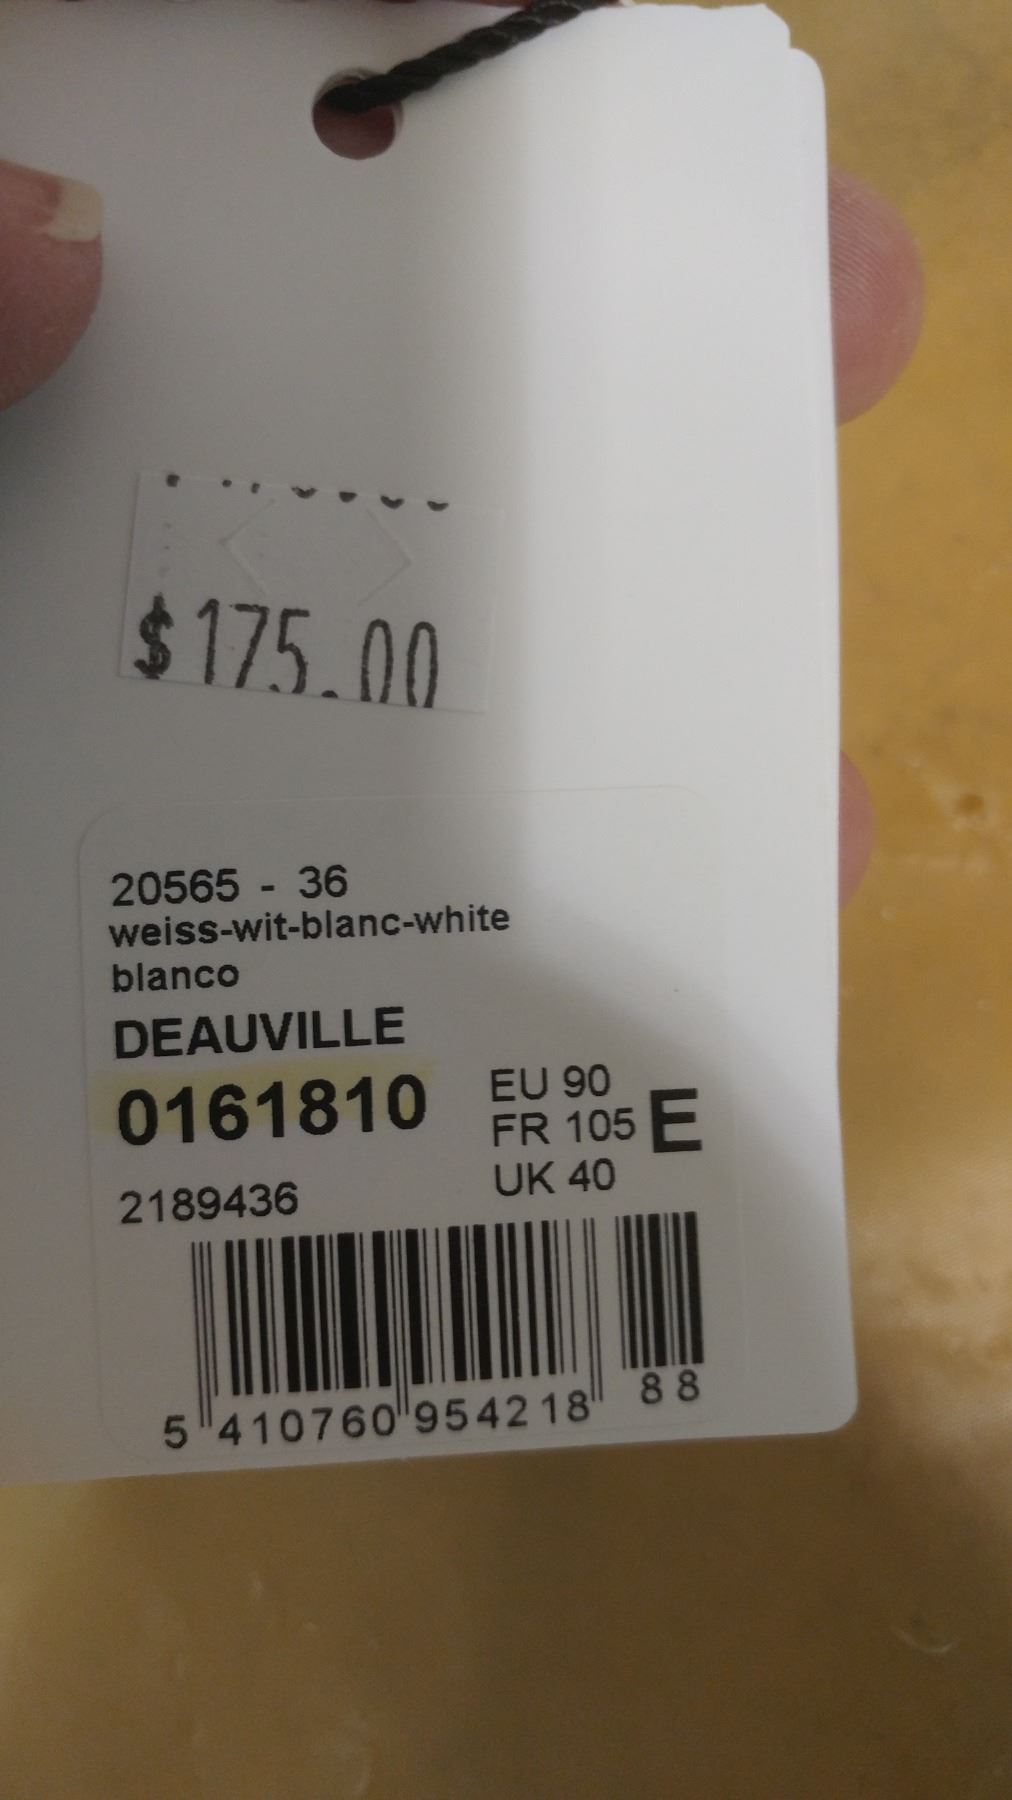 $175.00
20565 - 36
weiss-wit-blanc-white
blanco
DEAUVILLE
0161810
EU 90
FR 105 E
UK 40
2189436
5 410760 954218 88